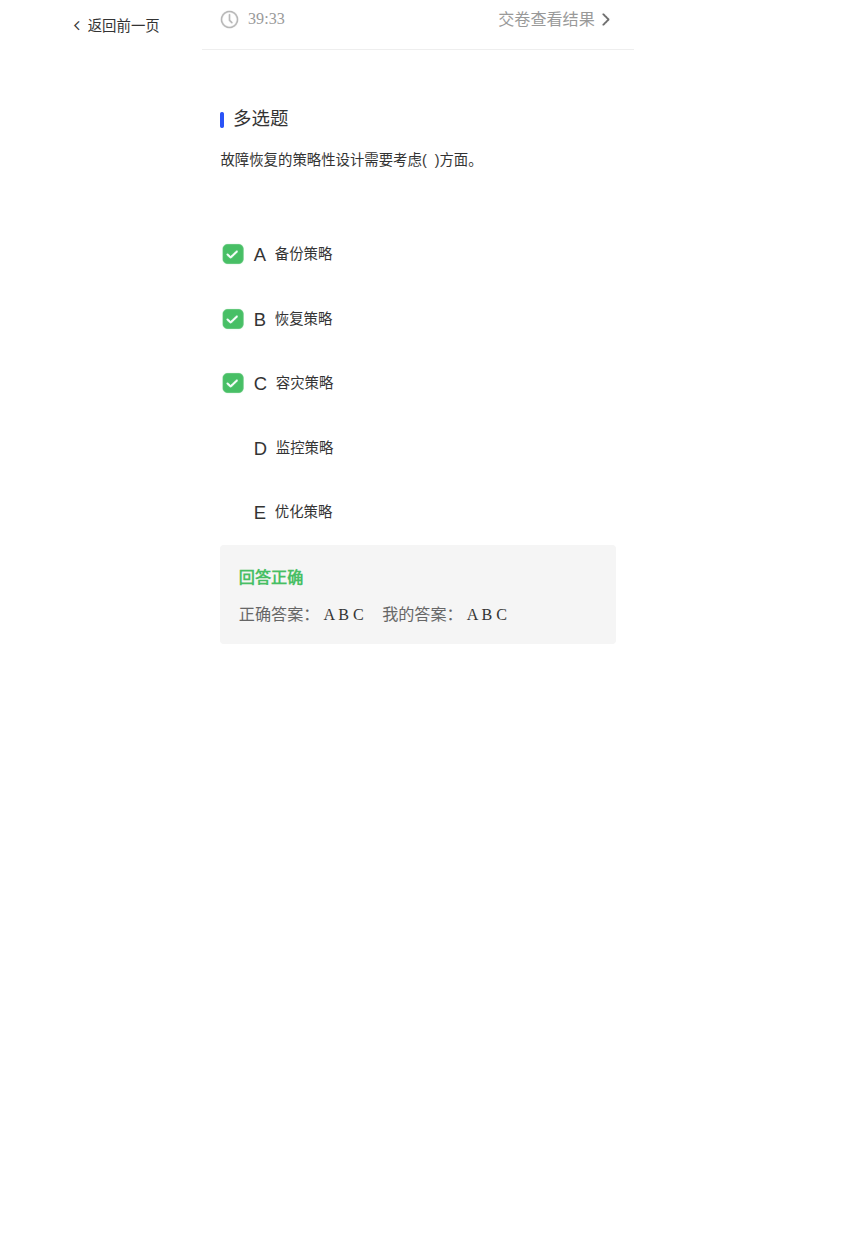 返回前一页
39:33 交卷查看结果
多选题
故障恢复的策略性设计需要考虑( )方面。
A 备份策略
B 恢复策略
C 容灾策略
D 监控策略
E 优化策略
回答正确
正确答案： A B C 我的答案： A B C